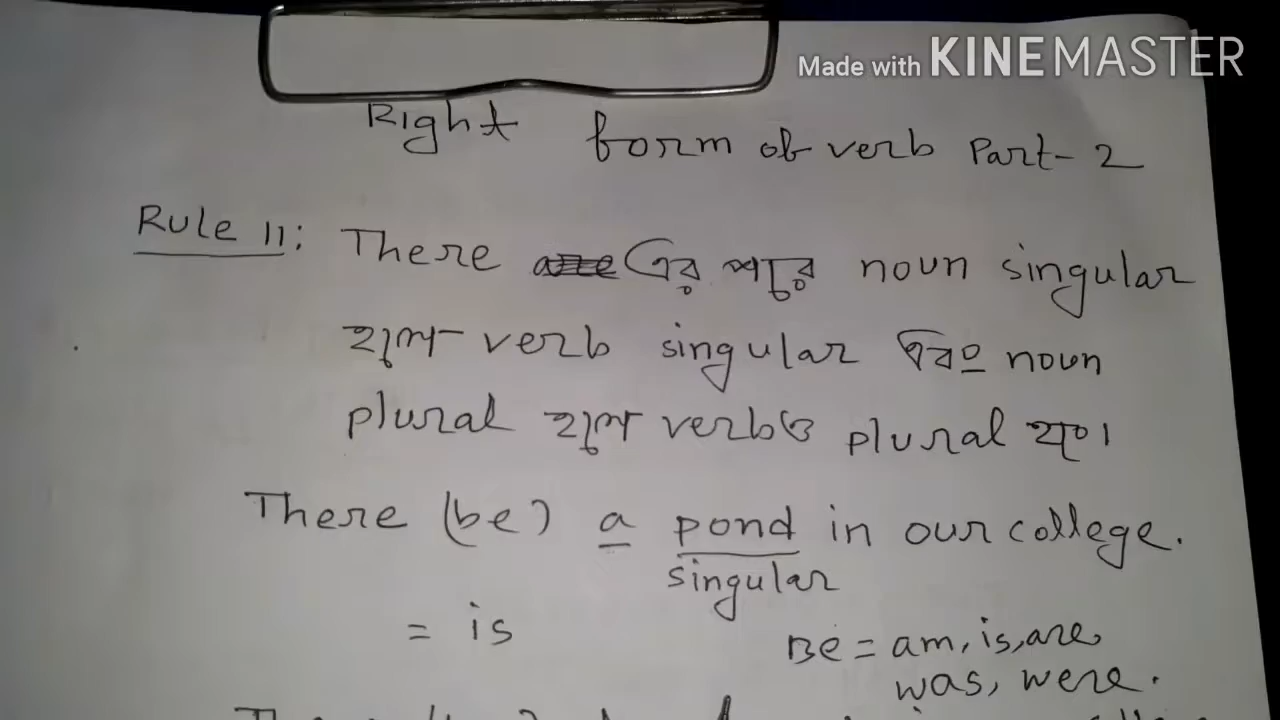 Made with KINEMASTER
Right form of verb Part-2
Rule 11: There এর পরে noun singular
হলে verb singular এবং noun
plural হলে verbও plural হয়।
There (be) a pond in our college.
singular
= is
Be = am, is, are,
was, were.